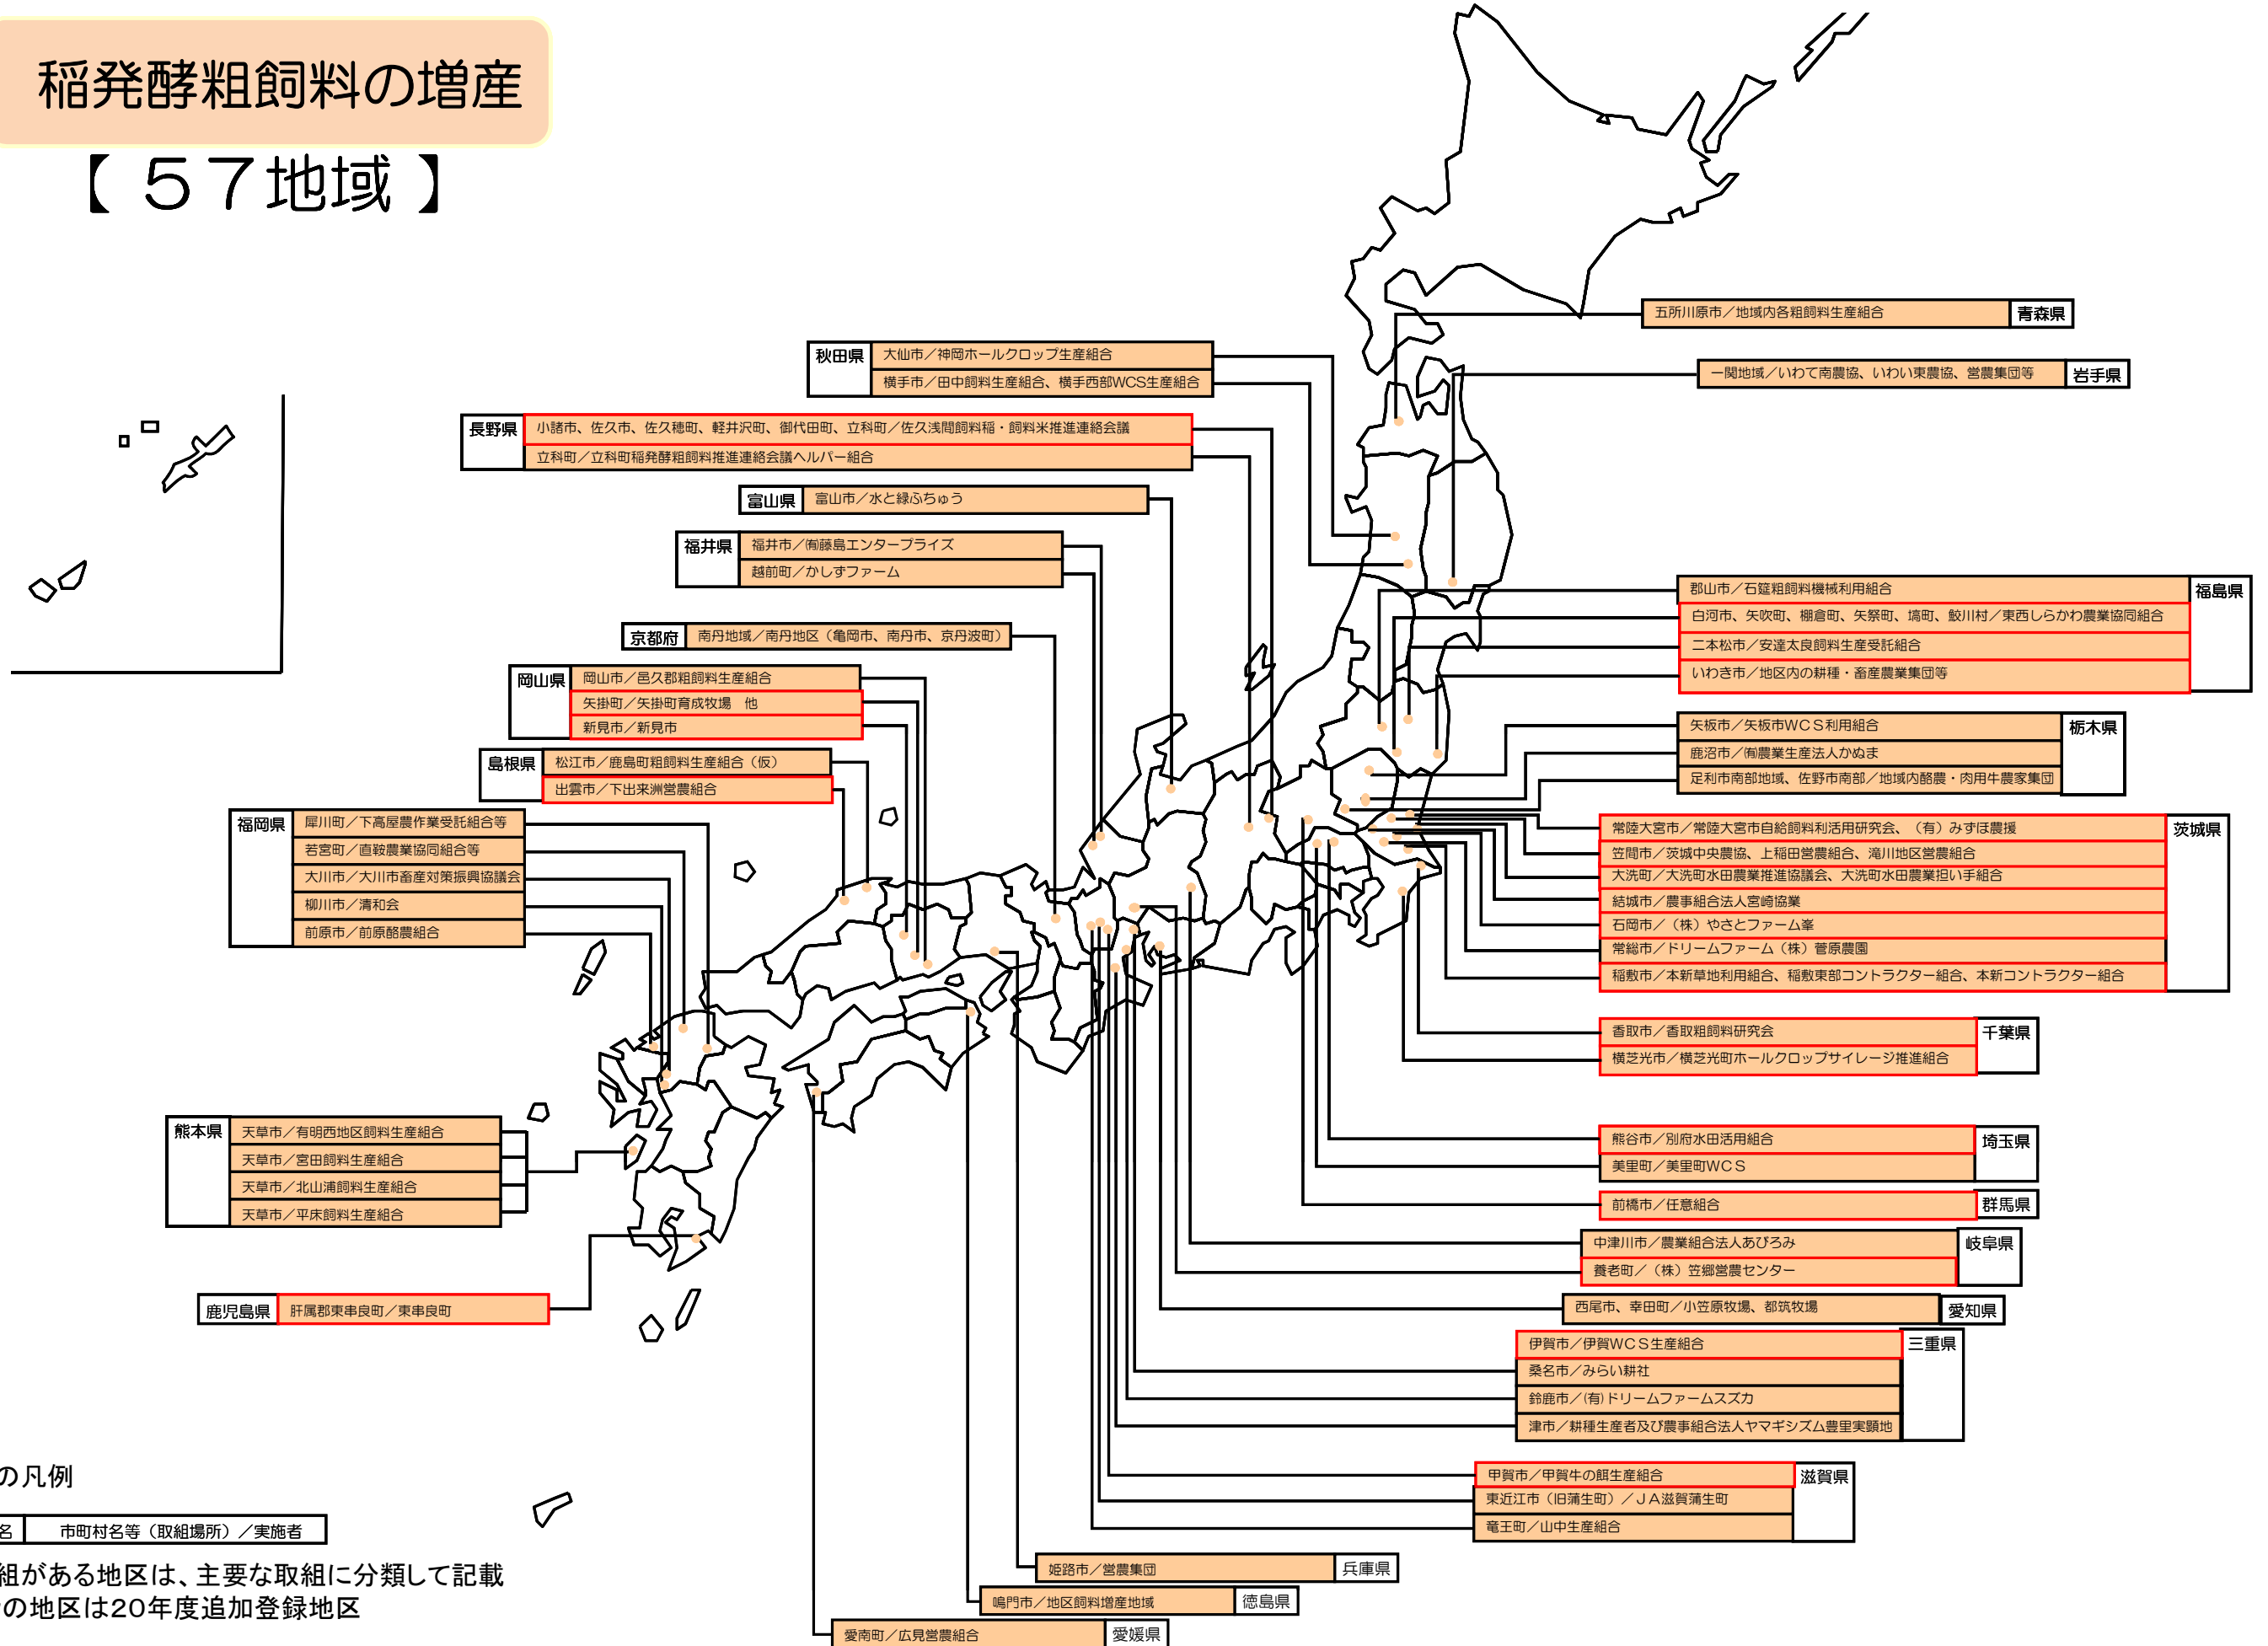 稲発酵粗飼料の増産
【 ５７地域 】
五所川原市／地域内各粗飼料生産組合 青森県
一関地域／いわて南農協、いわい東農協、営農集団等 岩手県
秋田県 大仙市／神岡ホールクロップ生産組合
横手市／田中飼料生産組合、横手西部WCS生産組合
長野県 小諸市、佐久市、佐久穂町、軽井沢町、御代田町、立科町／佐久浅間飼料稲・飼料米推進連絡会議
立科町／立科町稲発酵粗飼料推進連絡会議ヘルパー組合
富山県 富山市／水と緑ふちゅう
福井県 福井市／㈲藤島エンタープライズ
越前町／かしずファーム
京都府 南丹地域／南丹地区（亀岡市、南丹市、京丹波町）
岡山県 岡山市／邑久郡粗飼料生産組合
矢掛町／矢掛町育成牧場　他
新見市／新見市
島根県 松江市／鹿島町粗飼料生産組合（仮）
出雲市／下出来洲営農組合
福岡県 犀川町／下高屋農作業受託組合等
若宮町／直鞍農業協同組合等
大川市／大川市畜産対策振興協議会
柳川市／清和会
前原市／前原酪農組合
熊本県 天草市／有明西地区飼料生産組合
天草市／宮田飼料生産組合
天草市／北山浦飼料生産組合
天草市／平床飼料生産組合
鹿児島県 肝属郡東串良町／東串良町
郡山市／石筵粗飼料機械利用組合 福島県
白河市、矢吹町、棚倉町、矢祭町、塙町、鮫川村／東西しらかわ農業協同組合
二本松市／安達太良飼料生産受託組合
いわき市／地区内の耕種・畜産農業集団等
矢板市／矢板市ＷＣＳ利用組合 栃木県
鹿沼市／㈲農業生産法人かぬま
足利市南部地域、佐野市南部／地域内酪農・肉用牛農家集団
常陸大宮市／常陸大宮市自給飼料利活用研究会、（有）みずほ農援 茨城県
笠間市／茨城中央農協、上稲田営農組合、滝川地区営農組合
大洗町／大洗町水田農業推進協議会、大洗町水田農業担い手組合
結城市／農事組合法人宮崎協業
石岡市／（株）やさとファーム峯
常総市／ドリームファーム（株）菅原農園
稲敷市／本新草地利用組合、稲敷東部コントラクター組合、本新コントラクター組合
香取市／香取粗飼料研究会 千葉県
横芝光市／横芝光町ホールクロップサイレージ推進組合
熊谷市／別府水田活用組合 埼玉県
美里町／美里町ＷＣＳ
前橋市／任意組合 群馬県
中津川市／農業組合法人あびろみ 岐阜県
養老町／（株）笠郷営農センター
西尾市、幸田町／小笠原牧場、都筑牧場 愛知県
伊賀市／伊賀ＷＣＳ生産組合 三重県
桑名市／みらい耕社
鈴鹿市／(有)ドリームファームスズカ
津市／耕種生産者及び農事組合法人ヤマギシズム豊里実顕地
甲賀市／甲賀牛の餌生産組合 滋賀県
東近江市（旧蒲生町）／ＪＡ滋賀蒲生町
竜王町／山中生産組合
姫路市／営農集団 兵庫県
鳴門市／地区飼料増産地域 徳島県
愛南町／広見営農組合 愛媛県
の凡例
名 市町村名等（取組場所）／実施者
組がある地区は、主要な取組に分類して記載
の地区は20年度追加登録地区